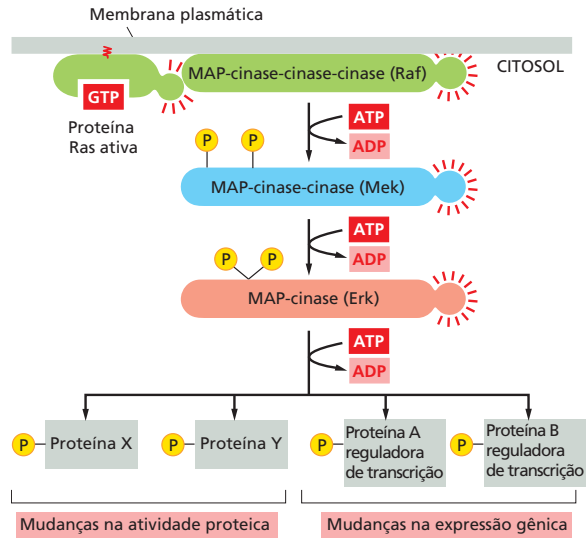 Membrana plasmática
MAP-cinase-cinase-cinase (Raf)
CITOSOL
GTP
Proteína
Ras ativa
ATP
ADP
P
P
MAP-cinase-cinase (Mek)
ATP
ADP
P
P
MAP-cinase (Erk)
ATP
ADP
P
Proteína X
P
Proteína Y
P
Proteína A
reguladora
de transcrição
P
Proteína B
reguladora
de transcrição
Mudanças na atividade proteica
Mudanças na expressão gênica